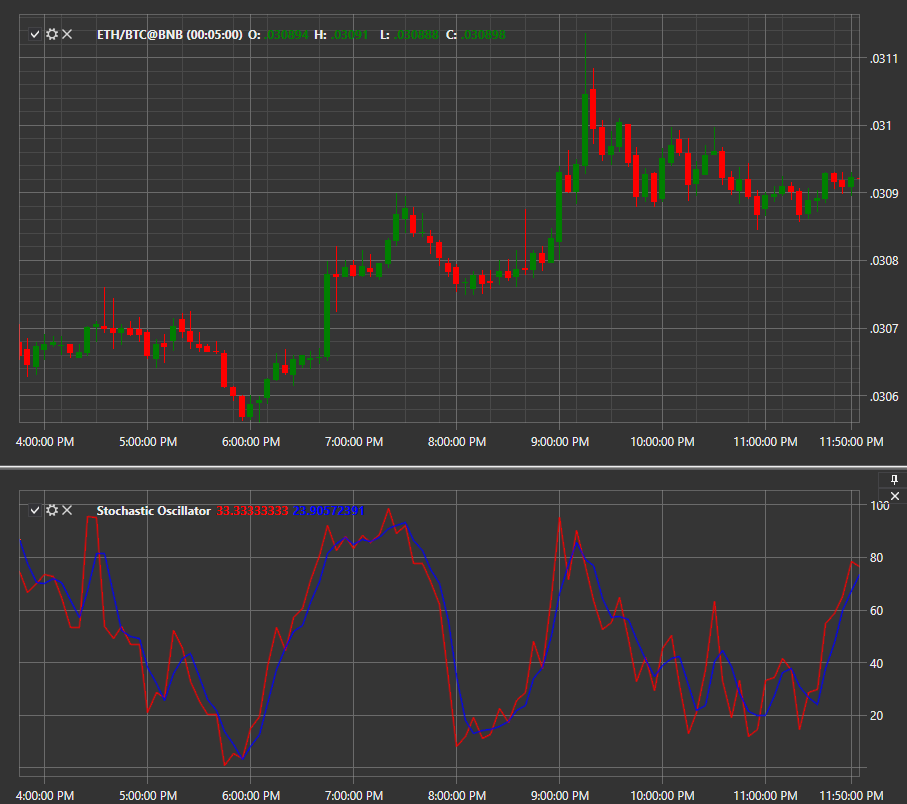 ETH/BTC@BNB (00:05:00) O: .030894 H: .03091 L: .030888 C: .030898
.0311
.031
.0309
.0308
.0307
.0306
4:00:00 PM 5:00:00 PM 6:00:00 PM 7:00:00 PM 8:00:00 PM 9:00:00 PM 10:00:00 PM 11:00:00 PM 11:50:00 PM
Stochastic Oscillator 33.33333333 23.90572391
100
80
60
40
20
4:00:00 PM 5:00:00 PM 6:00:00 PM 7:00:00 PM 8:00:00 PM 9:00:00 PM 10:00:00 PM 11:00:00 PM 11:50:00 PM